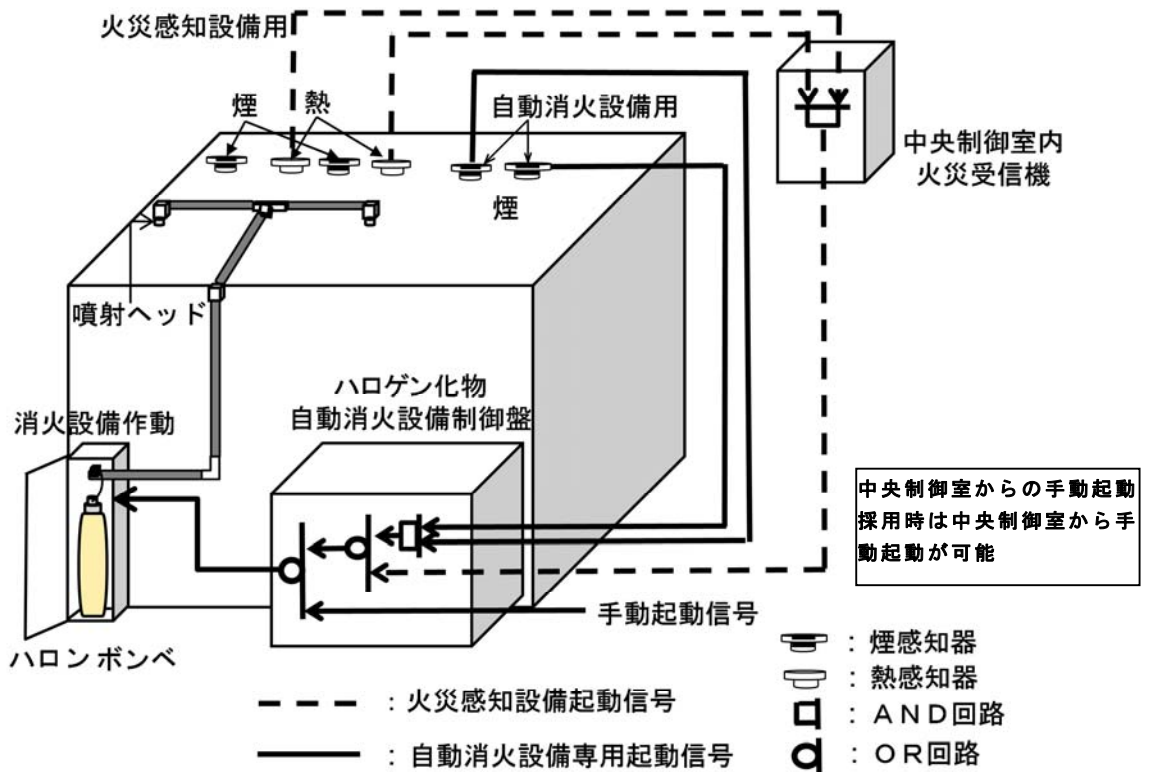 火災感知設備用
煙
熱
自動消火設備用
煙
中央制御室内
火災受信機
噴射ヘッド
ハロゲン化物
自動消火設備制御盤
消火設備作動
中央制御室からの手動起動
採用時は中央制御室から手
動起動が可能
手動起動信号
ハロンボンベ
：煙感知器
：熱感知器
：火災感知設備起動信号
：ＡＮＤ回路
：自動消火設備専用起動信号
：ＯＲ回路